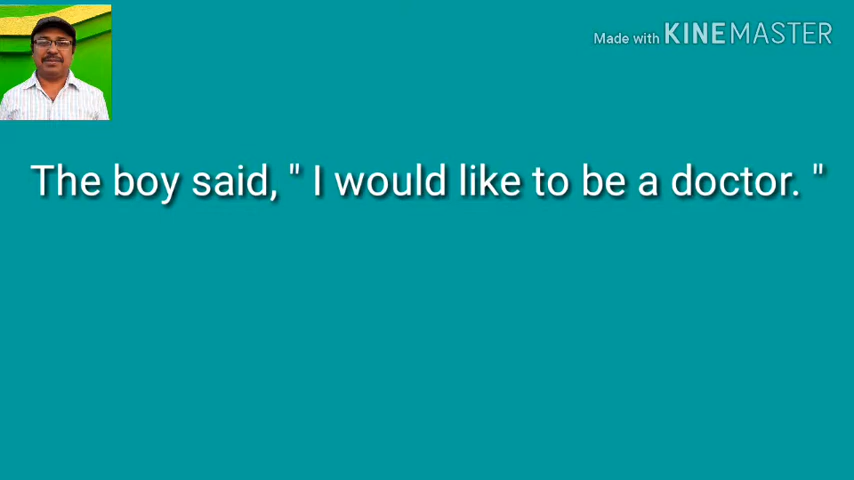 Made with KINEMASTER
The boy said, " I would like to be a doctor. "